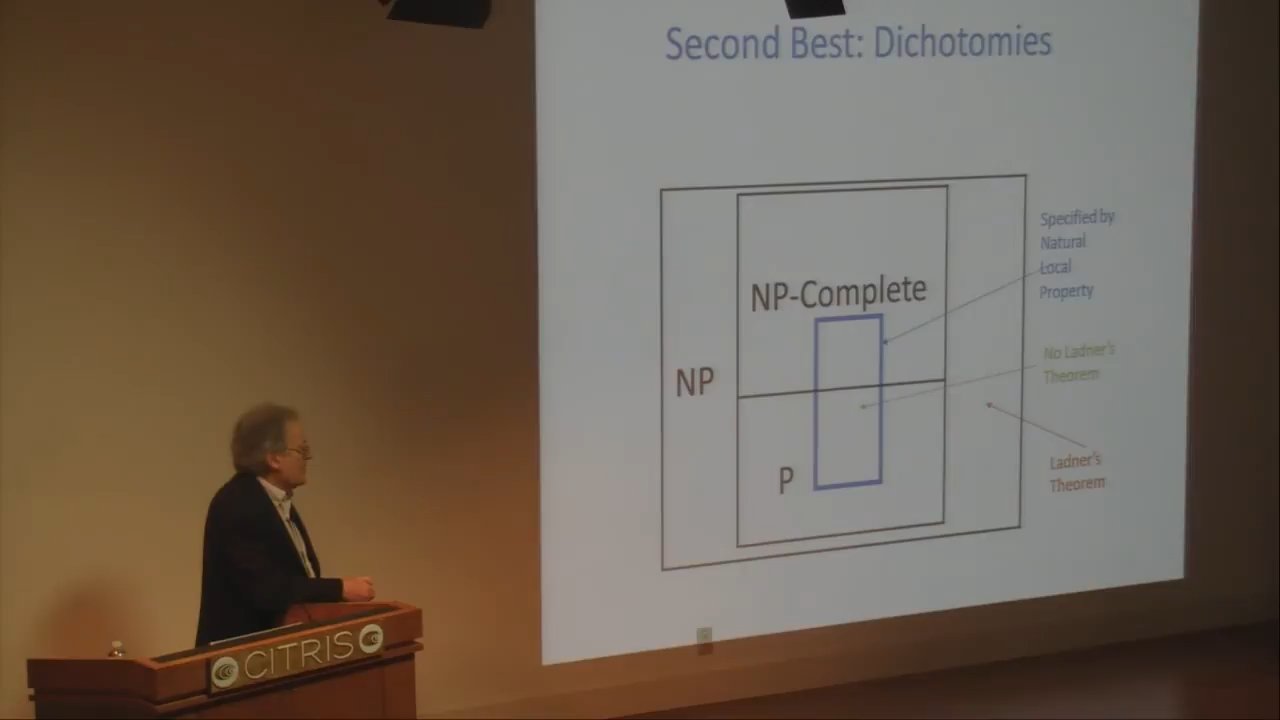 Second Best: Dichotomies
Specified by
Natural
Local
Property
NP-Complete
No Ladner's
Theorem
NP
P
Ladner's
Theorem
CITRIS